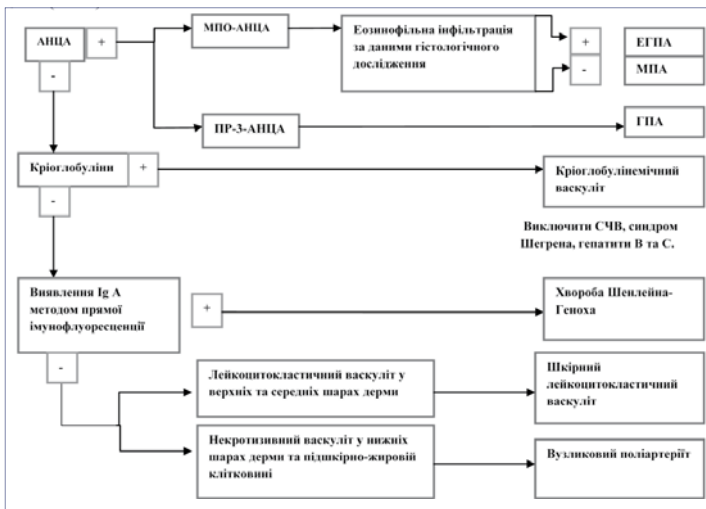 АНЦА
+
МПО-АНЦА
Еозинофільна інфільтрація
за даними гістологічного
дослідження
+
ЕГПА
-
МПА
-
ПР-3-АНЦА
ГПА
Кріоглобуліни
+
Кріоглобулінемічний
васкуліт
-
Виключити СЧВ, синдром
Шегрена, гепатити В та С.
Виявлення Ig A
методом прямої
імунофлуоресценції
+
Хвороба Шенлейна-
Геноха
-
Лейкоцитокластичний васкуліт у
верхніх та середніх шарах дерми
Шкірний
лейкоцитокластичний
васкуліт
Некротизивний васкуліт у нижніх
шарах дерми та підшкірно-жировій
клітковині
Вузликовий поліартеріїт